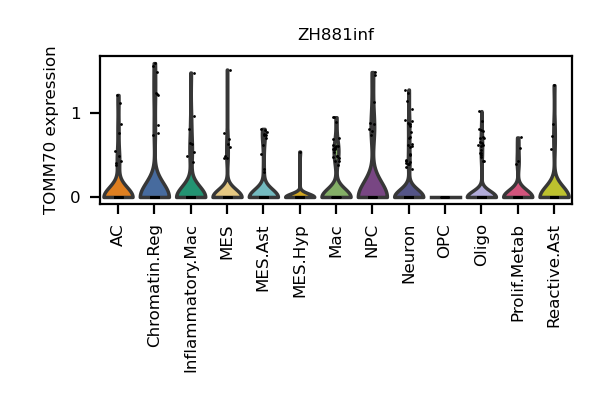 ZH881inf
TOMM70 expression
1
0
AC
Chromatin.Reg
Inflammatory.Mac
MES
MES.Ast
MES.Hyp
Mac
NPC
Neuron
OPC
Oligo
Prolif.Metab
Reactive.Ast